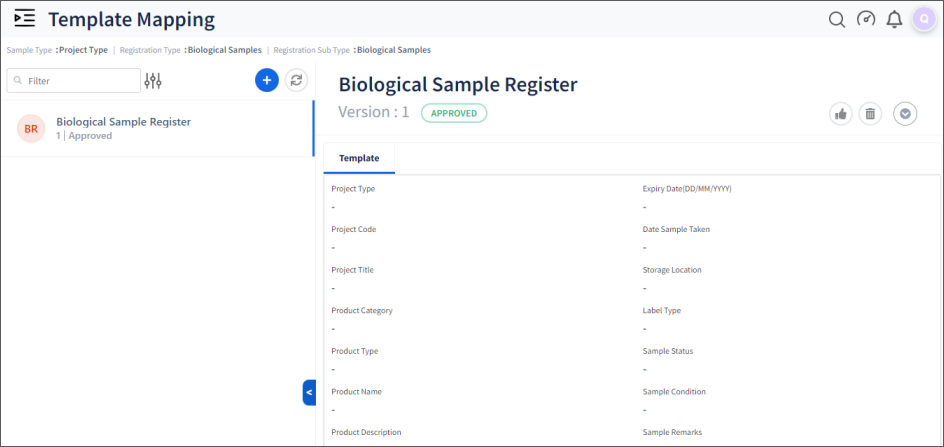 Template Mapping
Q
Sample Type :Project Type | Registration Type :Biological Samples | Registration Sub Type :Biological Samples
Filter
+
BR
Biological Sample Register
1 | Approved
<
Biological Sample Register
Version : 1 APPROVED
Template
Project Type
-
Project Code
-
Project Title
-
Product Category
-
Product Type
-
Product Name
-
Product Description
Expiry Date(DD/MM/YYYY)
-
Date Sample Taken
-
Storage Location
-
Label Type
-
Sample Status
-
Sample Condition
-
Sample Remarks